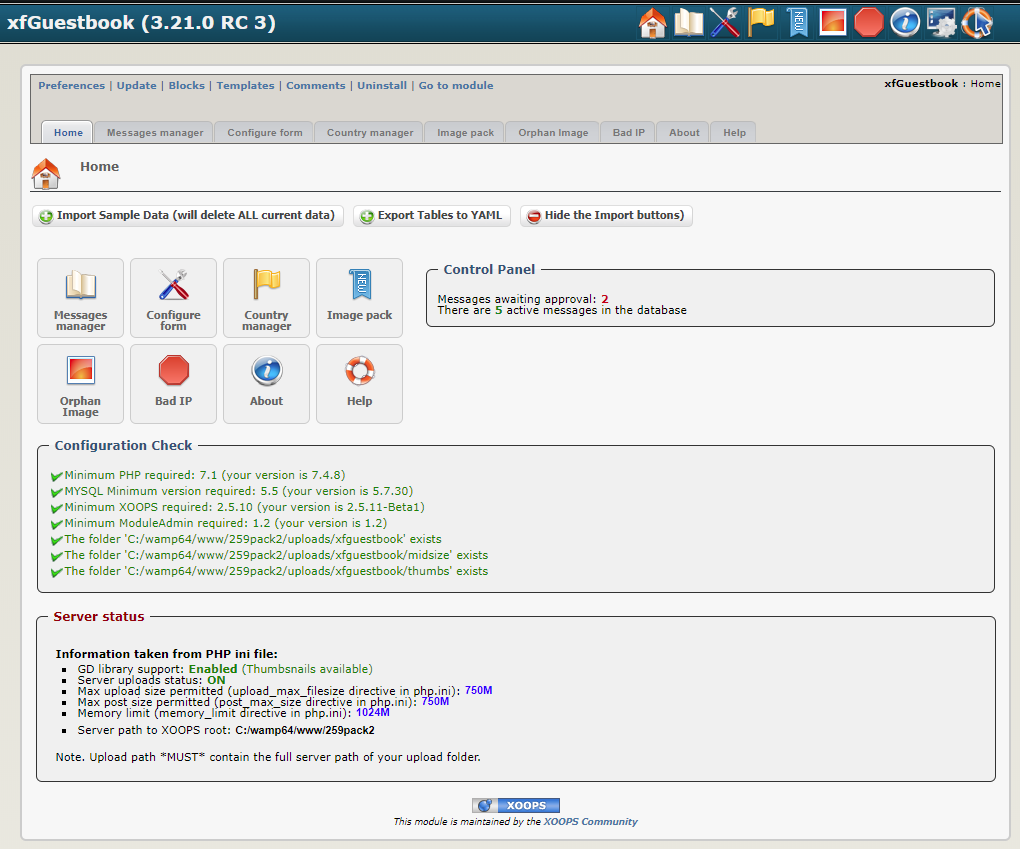 xfGuestbook (3.21.0 RC 3)
NEW
Preferences | Update | Blocks | Templates | Comments | Uninstall | Go to module
xfGuestbook : Home
Home Messages manager Configure form Country manager Image pack Orphan Image Bad IP About Help
Home
Import Sample Data (will delete ALL current data) Export Tables to YAML Hide the Import buttons)
NEW
Messages manager
Configure form
Country manager
Image pack
Orphan Image
Bad IP
About
Help
Control Panel
Messages awaiting approval: 2
There are 5 active messages in the database
Configuration Check
Minimum PHP required: 7.1 (your version is 7.4.8)
MYSQL Minimum version required: 5.5 (your version is 5.7.30)
Minimum XOOPS required: 2.5.10 (your version is 2.5.11-Beta1)
Minimum ModuleAdmin required: 1.2 (your version is 1.2)
The folder 'C:/wamp64/www/259pack2/uploads/xfguestbook' exists
The folder 'C:/wamp64/www/259pack2/uploads/xfguestbook/midsize' exists
The folder 'C:/wamp64/www/259pack2/uploads/xfguestbook/thumbs' exists
Server status
Information taken from PHP ini file:
GD library support: Enabled (Thumbsnails available)
Server uploads status: ON
Max upload size permitted (upload_max_filesize directive in php.ini): 750M
Max post size permitted (post_max_size directive in php.ini): 750M
Memory limit (memory_limit directive in php.ini): 1024M
Server path to XOOPS root: C:/wamp64/www/259pack2
Note. Upload path *MUST* contain the full server path of your upload folder.
XOOPS
This module is maintained by the XOOPS Community